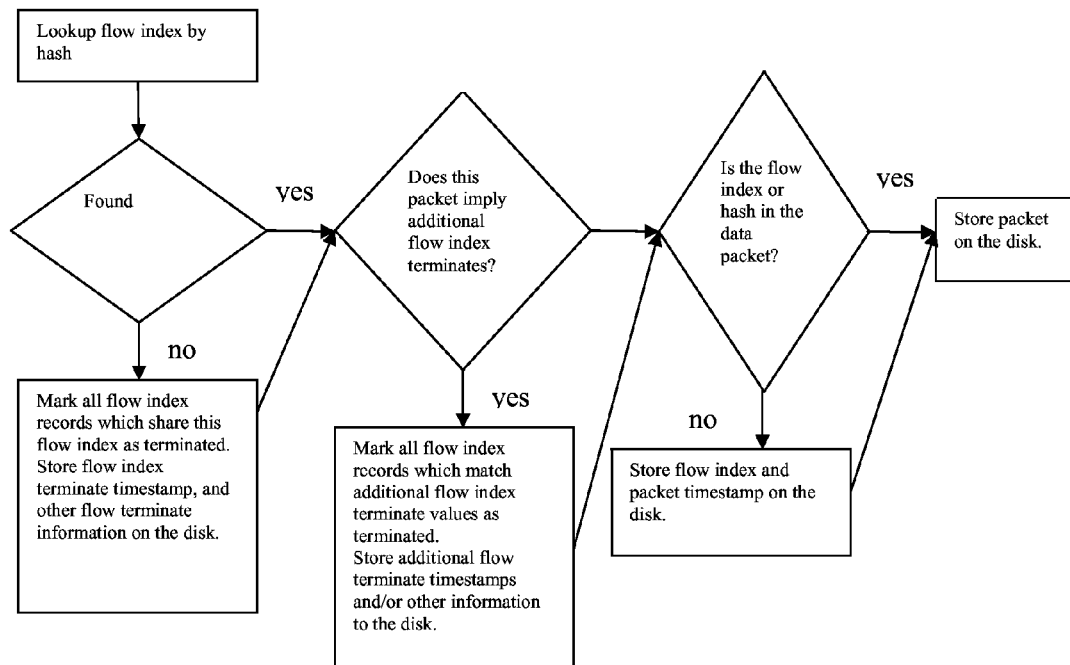 Lookup flow index by
hash
Found
yes
no
Mark all flow index
records which share this
flow index as terminated.
Store flow index
terminate timestamp, and
other flow terminate
information on the disk.
Does this
packet imply
additional
flow index
terminates?
yes
Mark all flow index
records which match
additional flow index
terminate values as
terminated.
Store additional flow
terminate timestamps
and/or other information
to the disk.
Is the flow
index or
hash in the
data
packet?
yes
no
Store flow index and
packet timestamp on the
disk.
Store packet
on the disk.